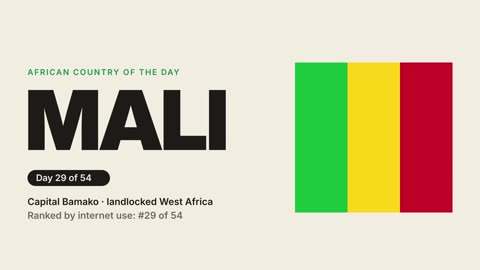 AFRICAN COUNTRY OF THE DAY
MALI
Day 29 of 54
Capital Bamako · landlocked West Africa
Ranked by internet use: #29 of 54